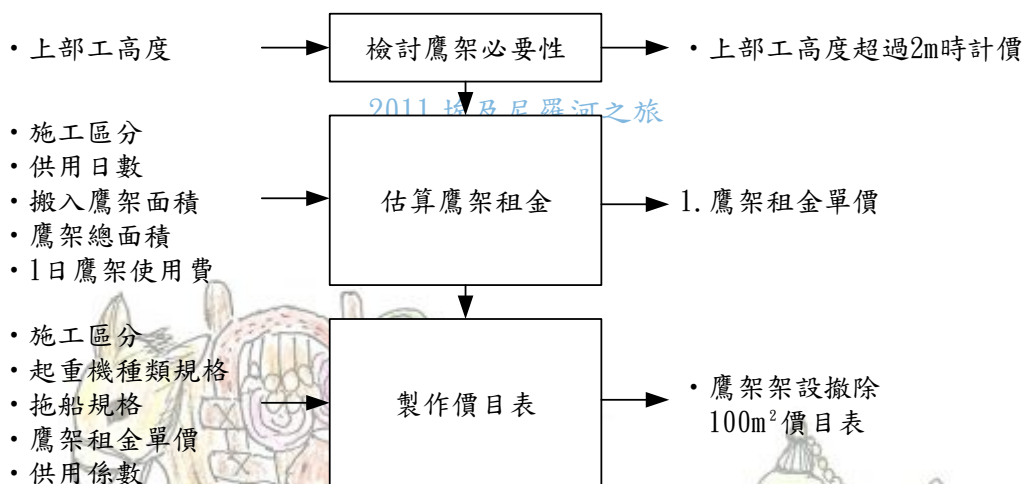 ・上部工高度
檢討鷹架必要性
・上部工高度超過2m時計價
2011 埃及尼羅河之旅
・施工區分
・供用日數
・搬入鷹架面積
・鷹架總面積
・1日鷹架使用費
估算鷹架租金
1.鷹架租金單價
・施工區分
・起重機種類規格
・拖船規格
・鷹架租金單價
・供用係數
製作價目表
・鷹架架設撤除
100m²價目表